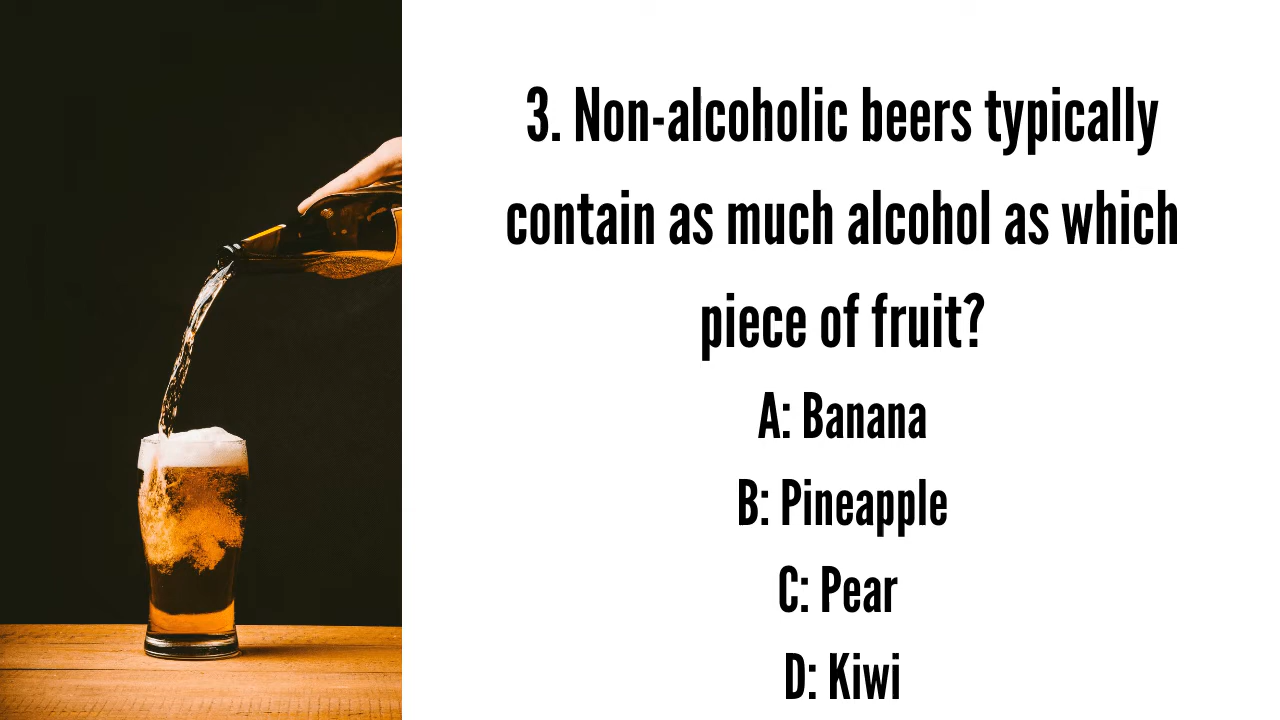 3. Non-alcoholic beers typically
contain as much alcohol as which
piece of fruit?
A: Banana
B: Pineapple
C: Pear
D: Kiwi